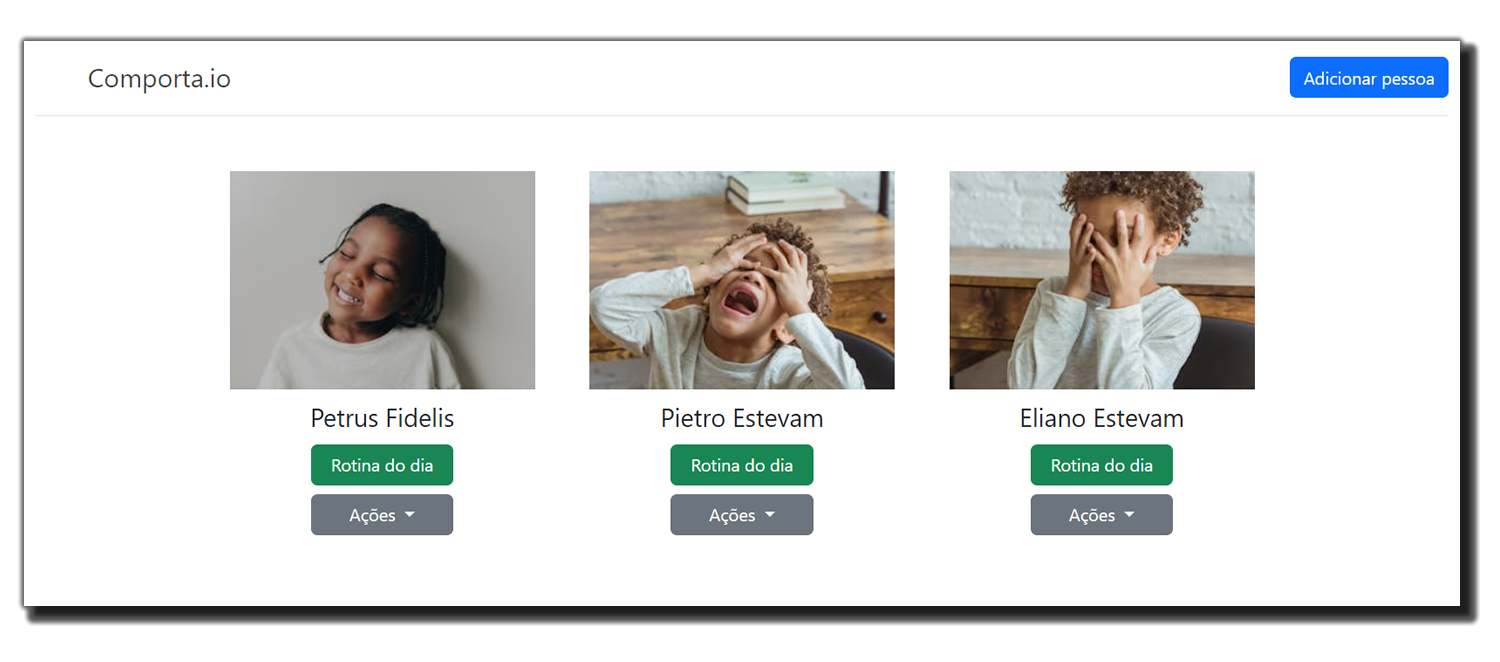 Comporta.io
Adicionar pessoa
Petrus Fidelis
Pietro Estevam
Eliano Estevam
Rotina do dia
Rotina do dia
Rotina do dia
Ações
Ações
Ações